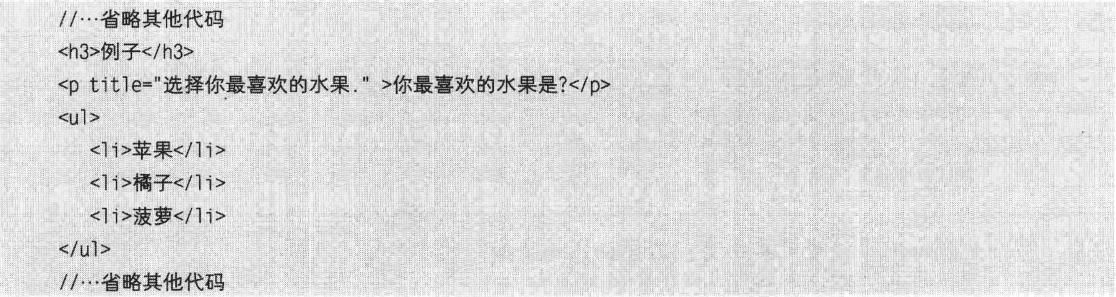 //…省略其他代码
<h3>例子</h3>
<p title="选择你最喜欢的水果." >你最喜欢的水果是?</p>
<ul>
<li>苹果</li>
<li>橘子</li>
<li>菠萝</li>
</ul>
//…省略其他代码